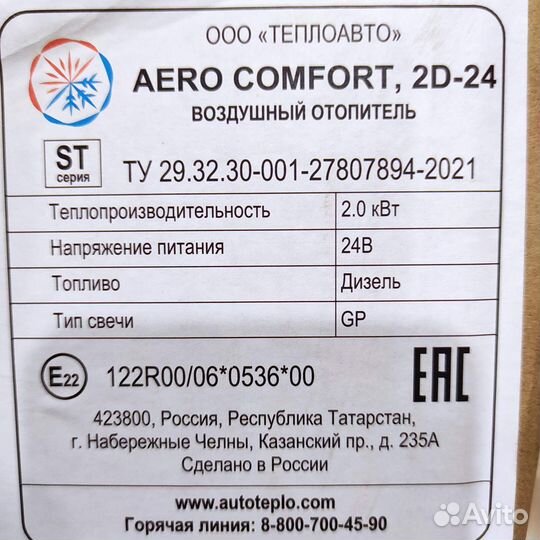 ООО «ТЕПЛОАВТО»
AERO COMFORT, 2D-24
ВОЗДУШНЫЙ ОТОПИТЕЛЬ
ST
серия
ТУ 29.32.30-001-27807894-2021
Теплопроизводительность 2.0 кВт
Напряжение питания 24В
Топливо Дизель
Тип свечи GP
E22 122R00/06*0536*00
EAC
423800, Россия, Республика Татарстан,
г. Набережные Челны, Казанский пр., д. 235А
Сделано в России
www.autoteplo.com
Горячая линия: 8-800-700-45-90
Avito